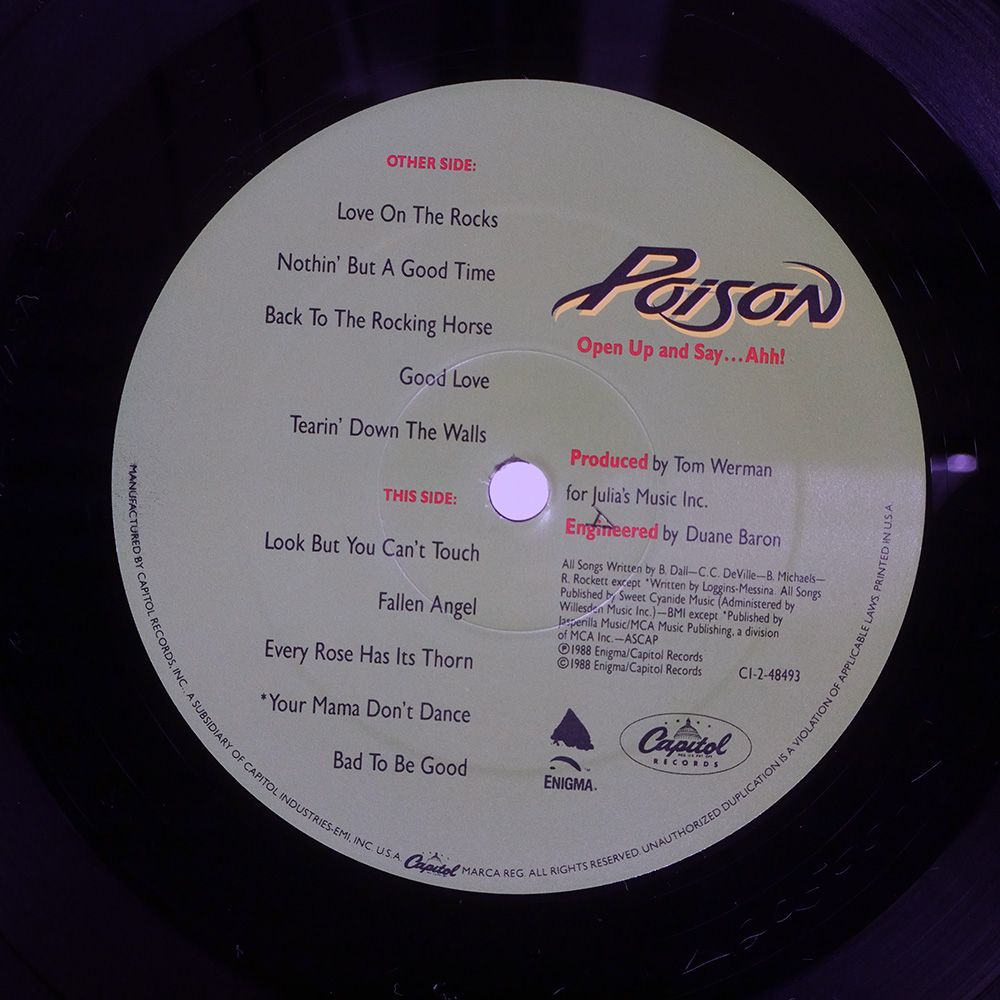 OTHER SIDE:
Love On The Rocks
Nothin' But A Good Time
Back To The Rocking Horse
Good Love
Tearin' Down The Walls
THIS SIDE:
Look But You Can't Touch
Fallen Angel
Every Rose Has Its Thorn
*Your Mama Don't Dance
Bad To Be Good
POISON
Open Up and Say...Ahh!
Produced by Tom Werman
for Julia's Music Inc.
Engineered by Duane Baron
All Songs Written by B. Dall—C.C. DeVille—B. Michaels—
R. Rockett except *Written by Loggins-Messina. All Songs
Published by Sweet Cyanide Music (Administered by
Willesden Music Inc.)—BMI except *Published by
Jasperilla Music/MCA Music Publishing, a division
of MCA Inc.—ASCAP
℗1988 Enigma/Capitol Records
©1988 Enigma/Capitol Records
C1-2-48493
ENIGMA™
Capitol
RECORDS
MANUFACTURED BY CAPITOL RECORDS, INC., A SUBSIDIARY OF CAPITOL INDUSTRIES-EMI, INC. U.S.A. Capitol MARCA REG. ALL RIGHTS RESERVED. UNAUTHORIZED DUPLICATION IS A VIOLATION OF APPLICABLE LAWS. PRINTED IN U.S.A.